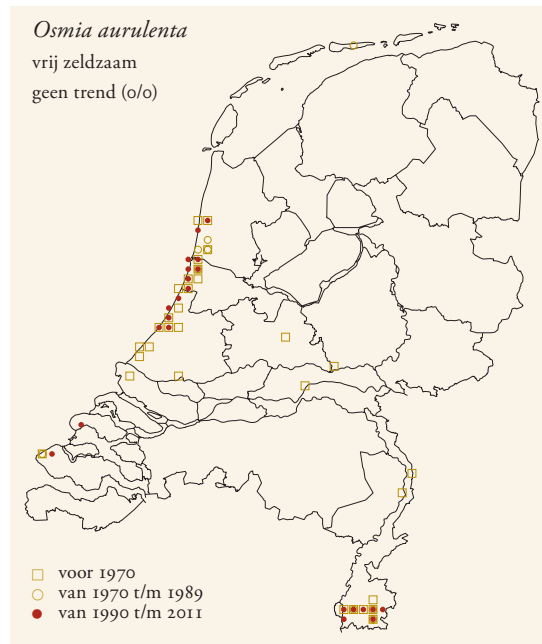 Osmia aurulenta
vrij zeldzaam
geen trend (0/0)
voor 1970
van 1970 t/m 1989
van 1990 t/m 2011